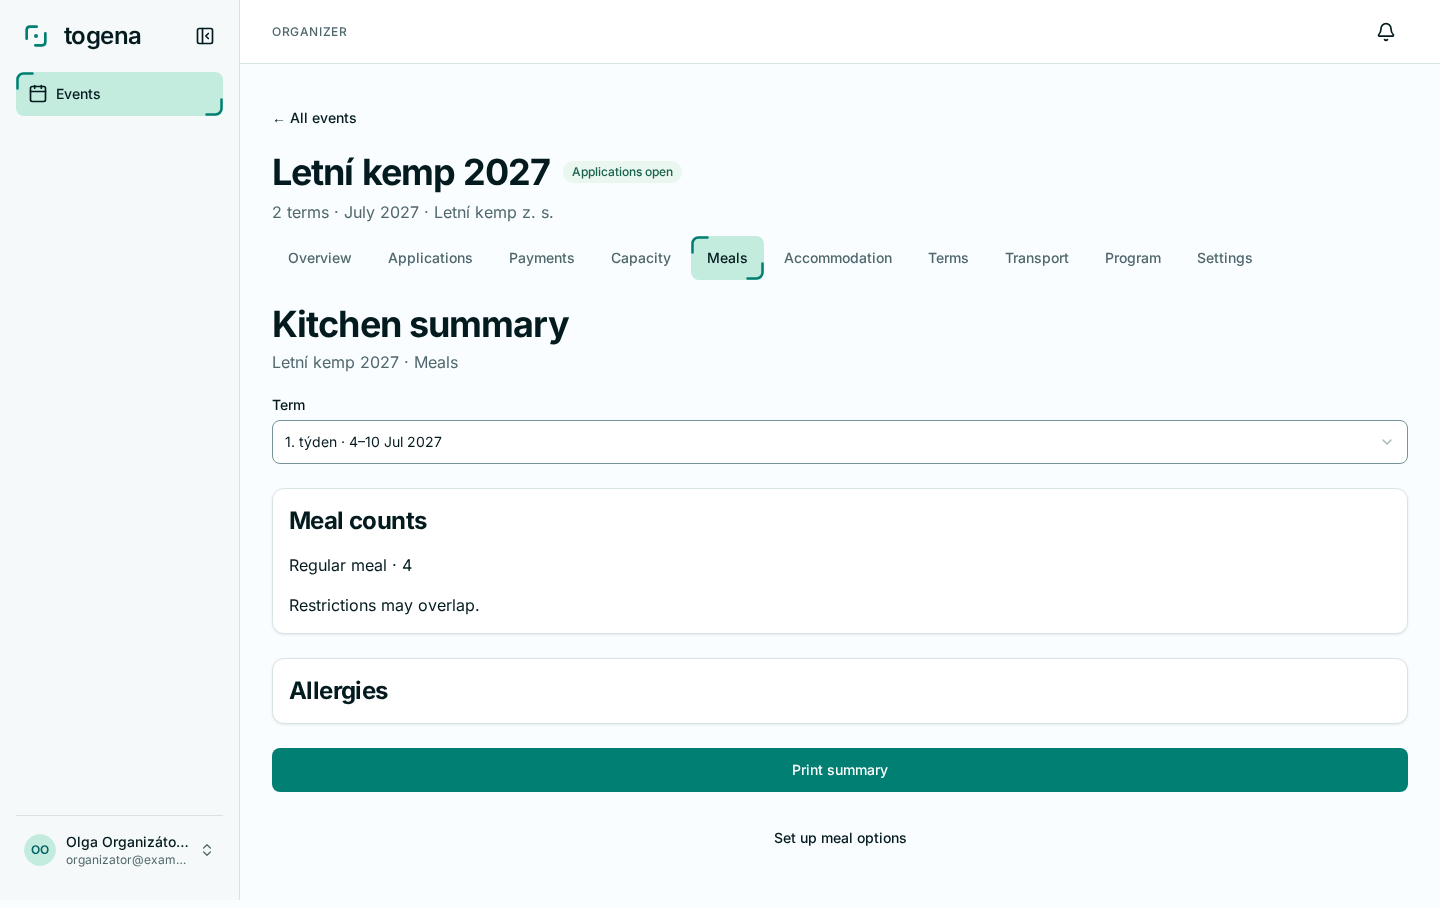 togena
ORGANIZER
Events
← All events
Letní kemp 2027
Applications open
2 terms · July 2027 · Letní kemp z. s.
Overview
Applications
Payments
Capacity
Meals
Accommodation
Terms
Transport
Program
Settings
Kitchen summary
Letní kemp 2027 · Meals
Term
1. týden · 4–10 Jul 2027
Meal counts
Regular meal · 4
Restrictions may overlap.
Allergies
Print summary
Set up meal options
OO
Olga Organizáto...
organizator@exam...